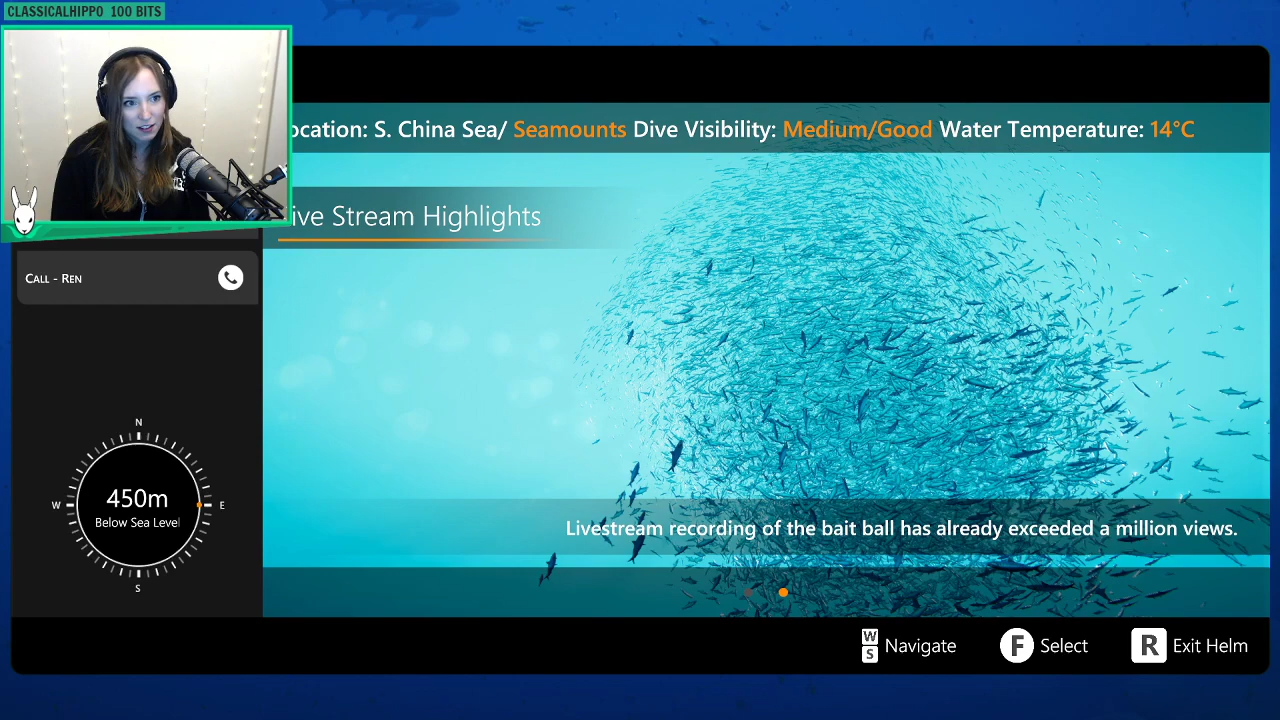 CLASSICALHIPPO 100 BITS
ocation: S. China Sea/ Seamounts Dive Visibility: Medium/Good Water Temperature: 14°C
ive Stream Highlights
CALL - REN
N
W
E
S
450m
Below Sea Level
Livestream recording of the bait ball has already exceeded a million views.
W
S
Navigate
F Select
R Exit Helm